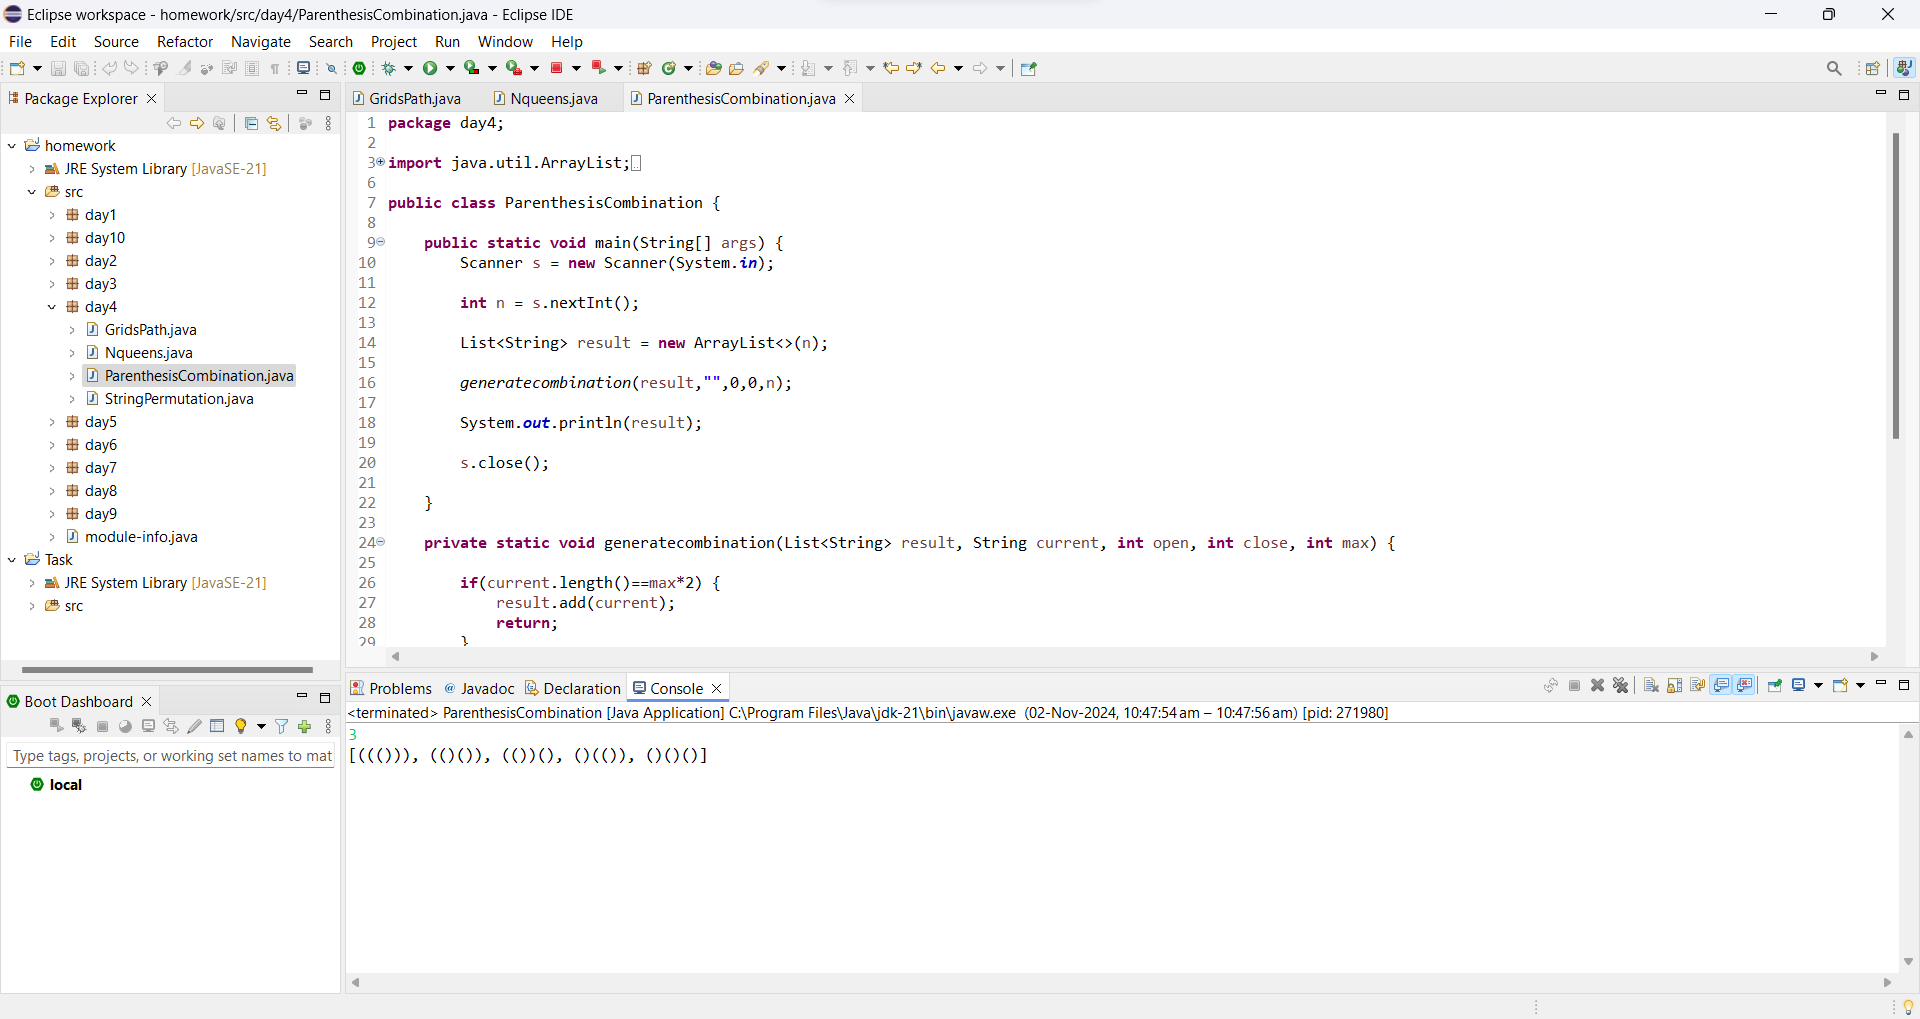 Eclipse workspace - homework/src/day4/ParenthesisCombination.java - Eclipse IDE
File Edit Source Refactor Navigate Search Project Run Window Help
Package Explorer
homework
JRE System Library [JavaSE-21]
src
day1
day10
day2
day3
day4
GridsPath.java
Nqueens.java
ParenthesisCombination.java
StringPermutation.java
day5
day6
day7
day8
day9
module-info.java
Task
JRE System Library [JavaSE-21]
src
Boot Dashboard
Type tags, projects, or working set names to mat
local
GridsPath.java Nqueens.java ParenthesisCombination.java
1 package day4;
2
3 import java.util.ArrayList;
6
7 public class ParenthesisCombination {
8
9 public static void main(String[] args) {
10 Scanner s = new Scanner(System.in);
11
12 int n = s.nextInt();
13
14 List<String> result = new ArrayList<>(n);
15
16 generatecombination(result,"",0,0,n);
17
18 System.out.println(result);
19
20 s.close();
21
22 }
23
24 private static void generatecombination(List<String> result, String current, int open, int close, int max) {
25
26 if(current.length()==max*2) {
27 result.add(current);
28 return;
29 }
Problems Javadoc Declaration Console
<terminated> ParenthesisCombination [Java Application] C:\Program Files\Java\jdk-21\bin\javaw.exe (02-Nov-2024, 10:47:54 am – 10:47:56 am) [pid: 271980]
3
[((())), (()()), (())(), ()(()), ()()()]